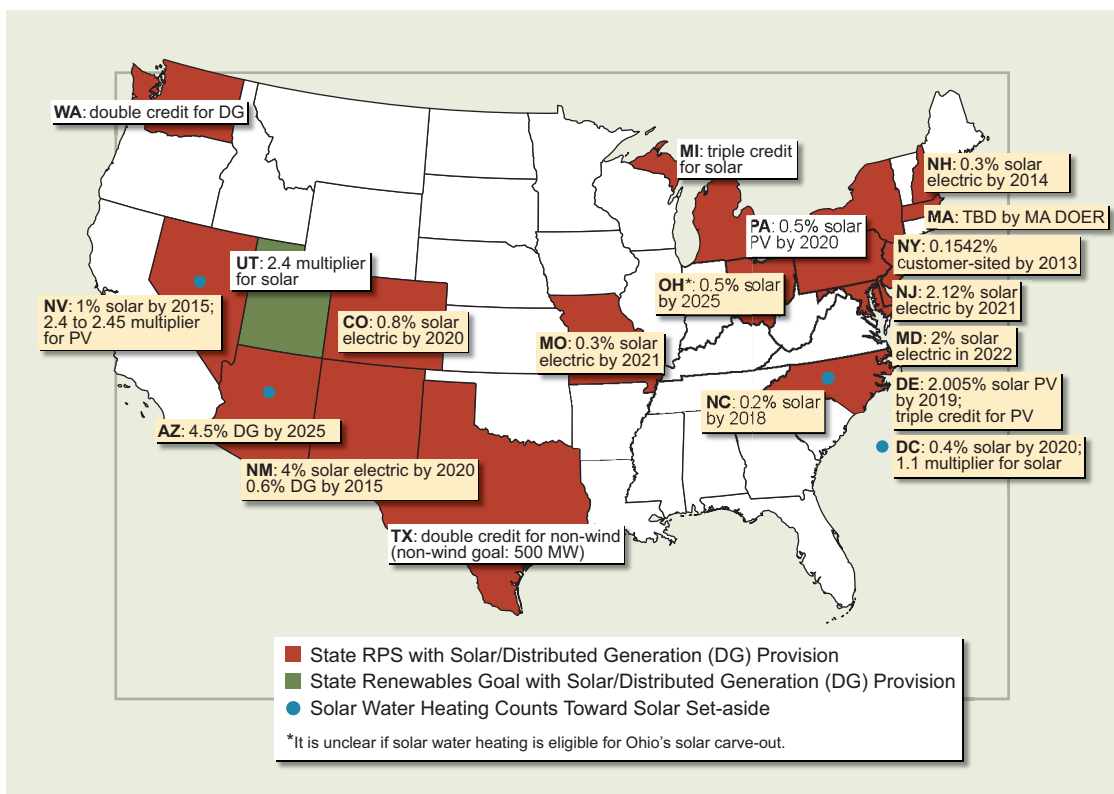 WA: double credit for DG
MI: triple credit
for solar
NH: 0.3% solar
electric by 2014
MA: TBD by MA DOER
PA: 0.5% solar
PV by 2020
NY: 0.1542%
customer-sited by 2013
UT: 2.4 multiplier
for solar
OH*: 0.5% solar
by 2025
NJ: 2.12% solar
electric by 2021
NV: 1% solar by 2015;
2.4 to 2.45 multiplier
for PV
CO: 0.8% solar
electric by 2020
MO: 0.3% solar
electric by 2021
MD: 2% solar
electric in 2022
DE: 2.005% solar PV
by 2019;
triple credit for PV
NC: 0.2% solar
by 2018
AZ: 4.5% DG by 2025
DC: 0.4% solar by 2020;
1.1 multiplier for solar
NM: 4% solar electric by 2020
0.6% DG by 2015
TX: double credit for non-wind
(non-wind goal: 500 MW)
State RPS with Solar/Distributed Generation (DG) Provision
State Renewables Goal with Solar/Distributed Generation (DG) Provision
Solar Water Heating Counts Toward Solar Set-aside
*It is unclear if solar water heating is eligible for Ohio's solar carve-out.